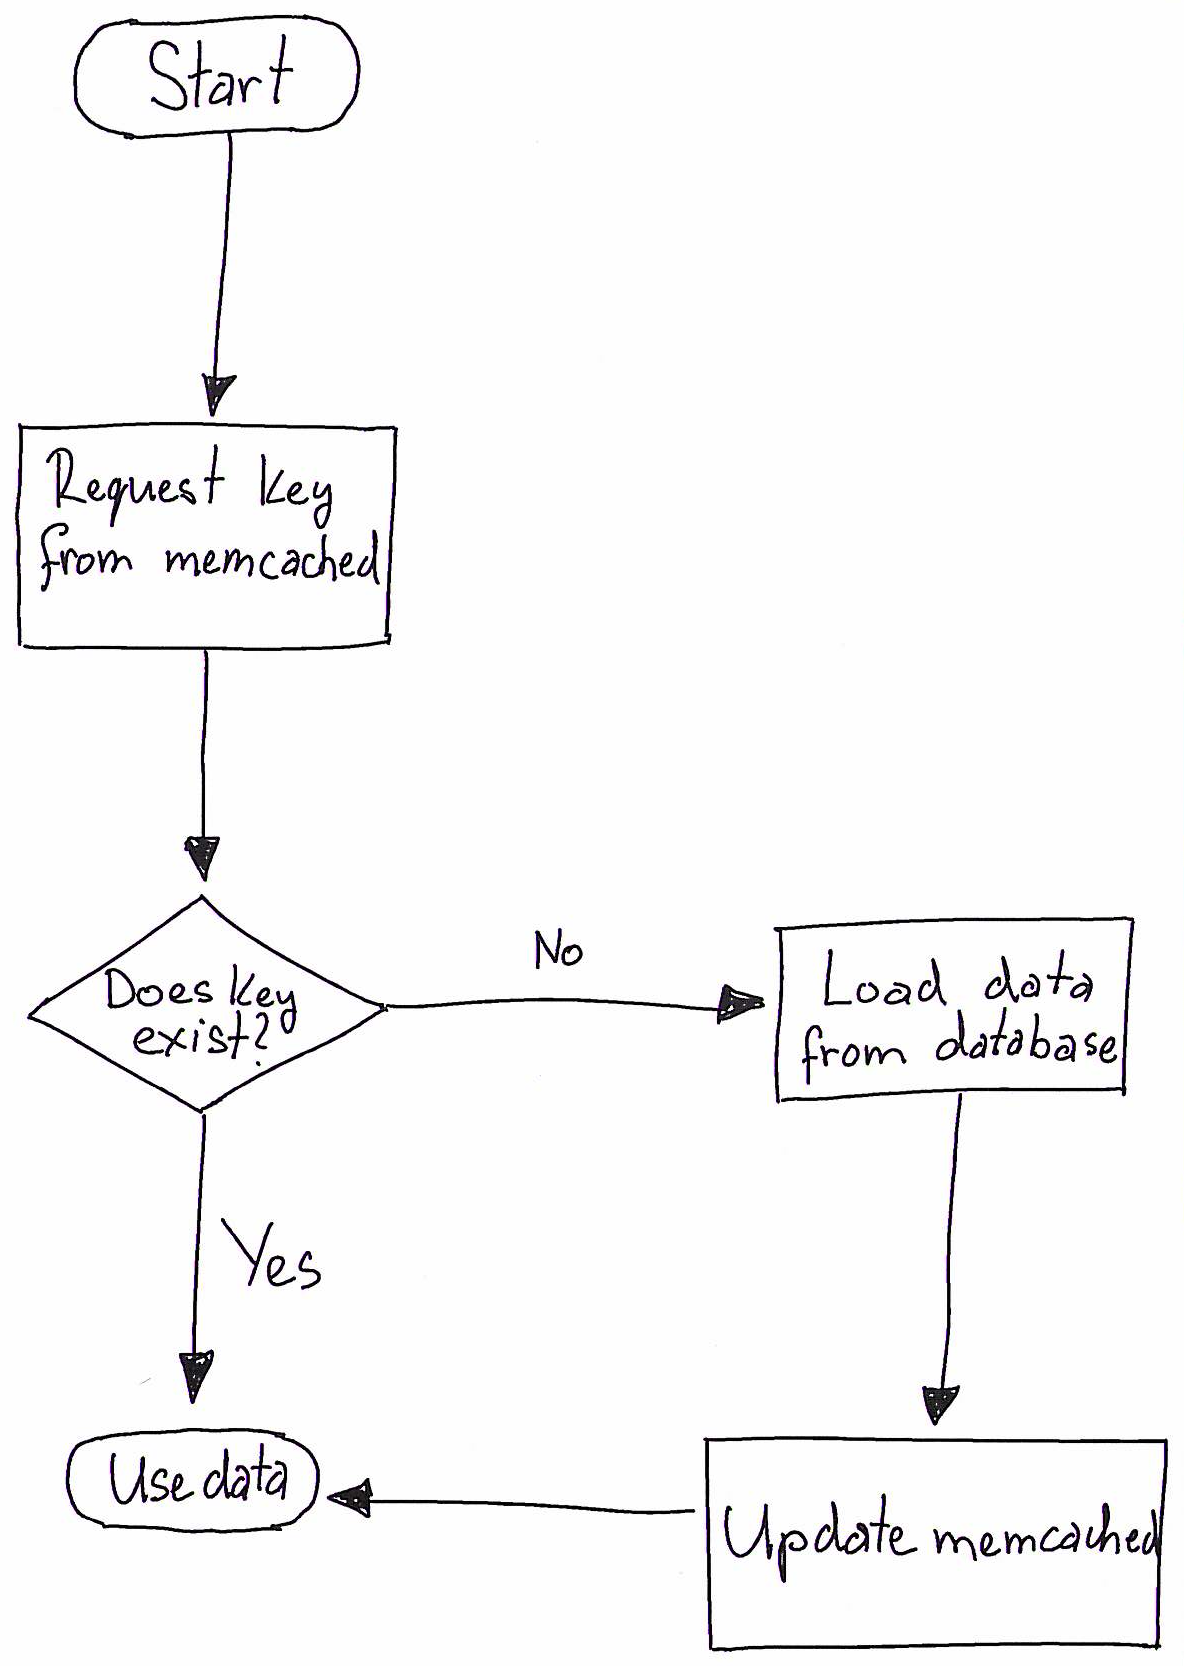 Start
Request key
from memcached
Does key
exist?
No
Load data
from database
Yes
Use data
Update memcached